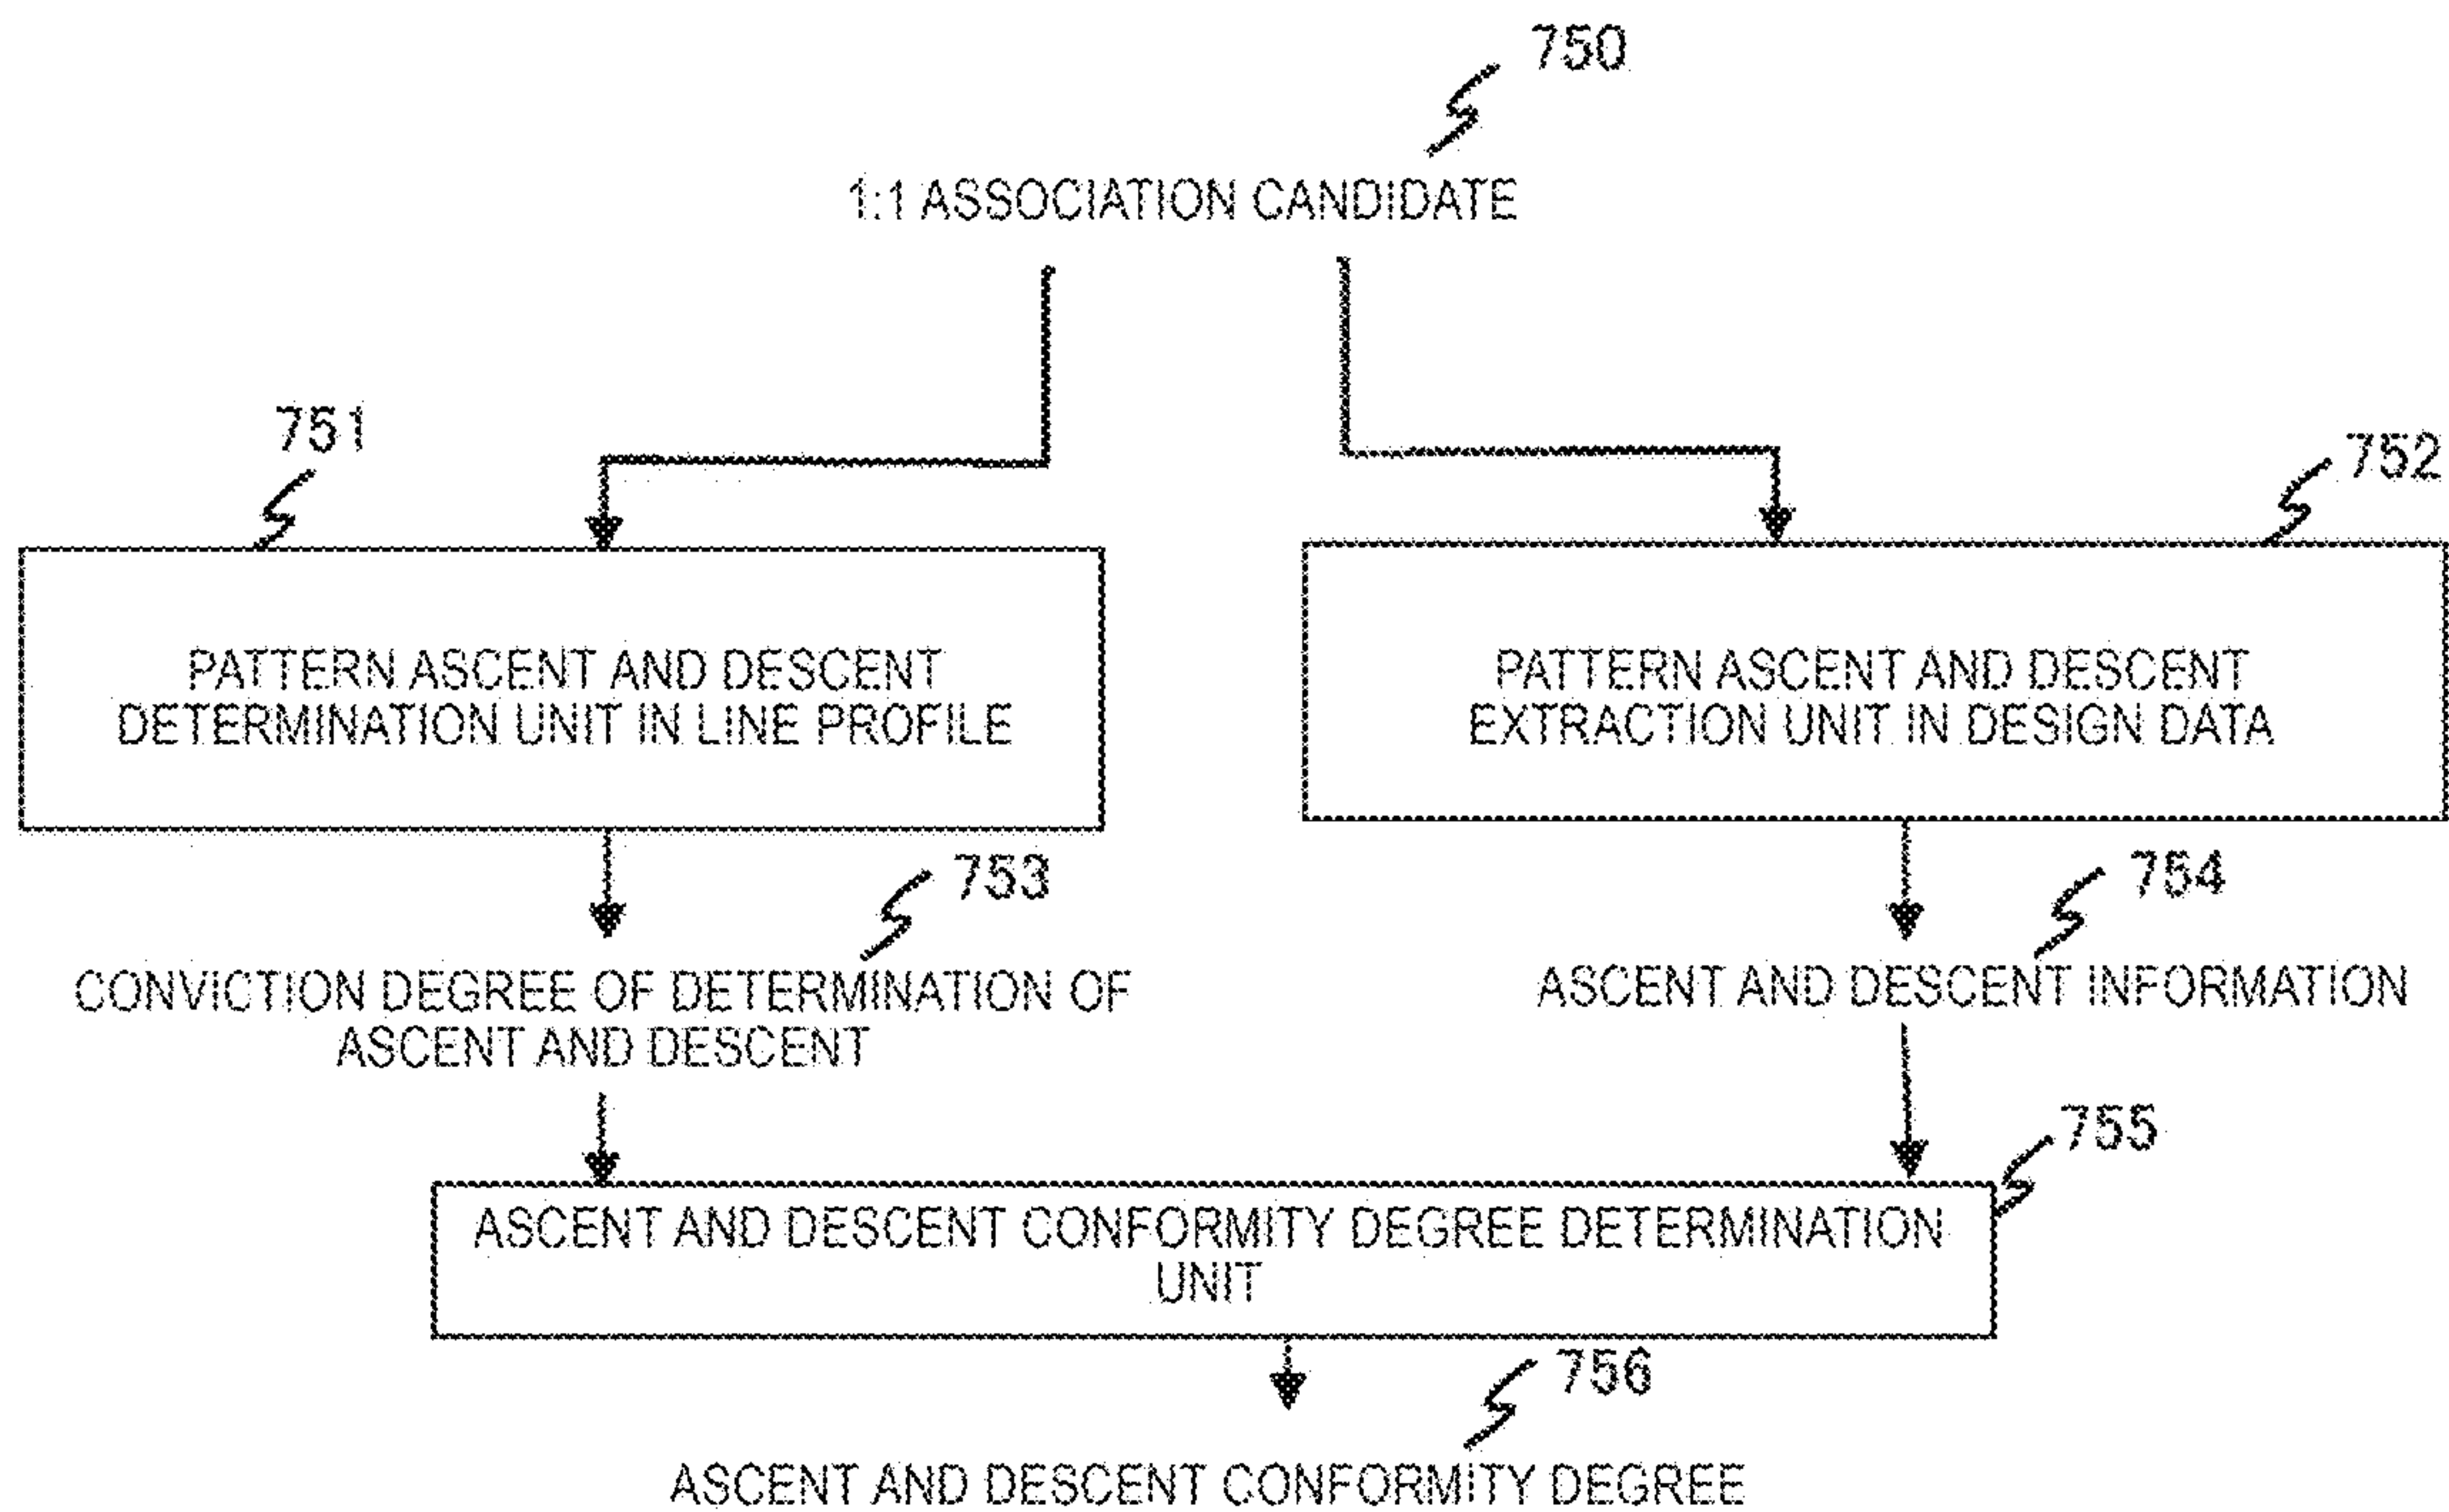 750
1:1 ASSOCIATION CANDIDATE
751
752
PATTERN ASCENT AND DESCENT
DETERMINATION UNIT IN LINE PROFILE
PATTERN ASCENT AND DESCENT
EXTRACTION UNIT IN DESIGN DATA
753
754
CONVICTION DEGREE OF DETERMINATION OF
ASCENT AND DESCENT
ASCENT AND DESCENT INFORMATION
755
ASCENT AND DESCENT CONFORMITY DEGREE DETERMINATION
UNIT
756
ASCENT AND DESCENT CONFORMITY DEGREE